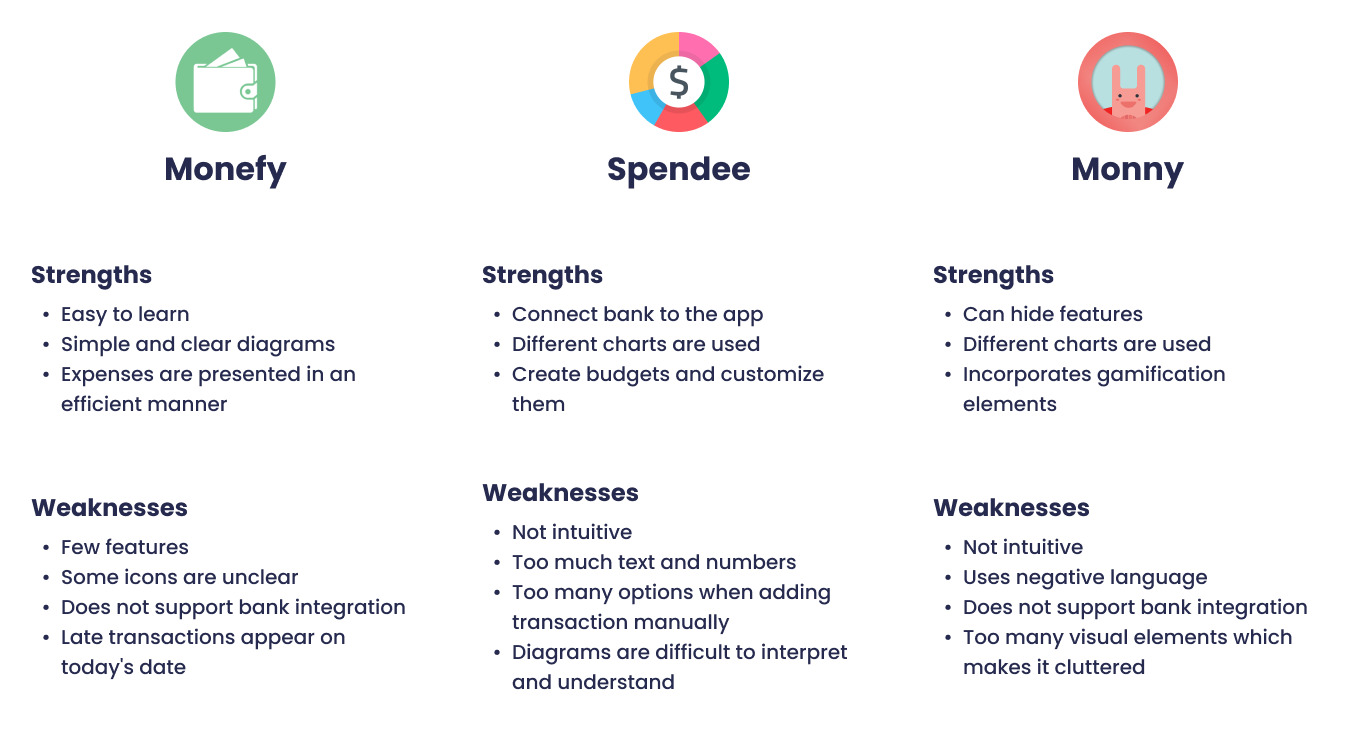 $
Monefy
Spendee
Monny
Strengths
• Easy to learn
• Simple and clear diagrams
• Expenses are presented in an
efficient manner
Weaknesses
• Few features
• Some icons are unclear
• Does not support bank integration
• Late transactions appear on
today's date
Strengths
• Connect bank to the app
• Different charts are used
• Create budgets and customize
them
Weaknesses
• Not intuitive
• Too much text and numbers
• Too many options when adding
transaction manually
• Diagrams are difficult to interpret
and understand
Strengths
• Can hide features
• Different charts are used
• Incorporates gamification
elements
Weaknesses
• Not intuitive
• Uses negative language
• Does not support bank integration
• Too many visual elements which
makes it cluttered